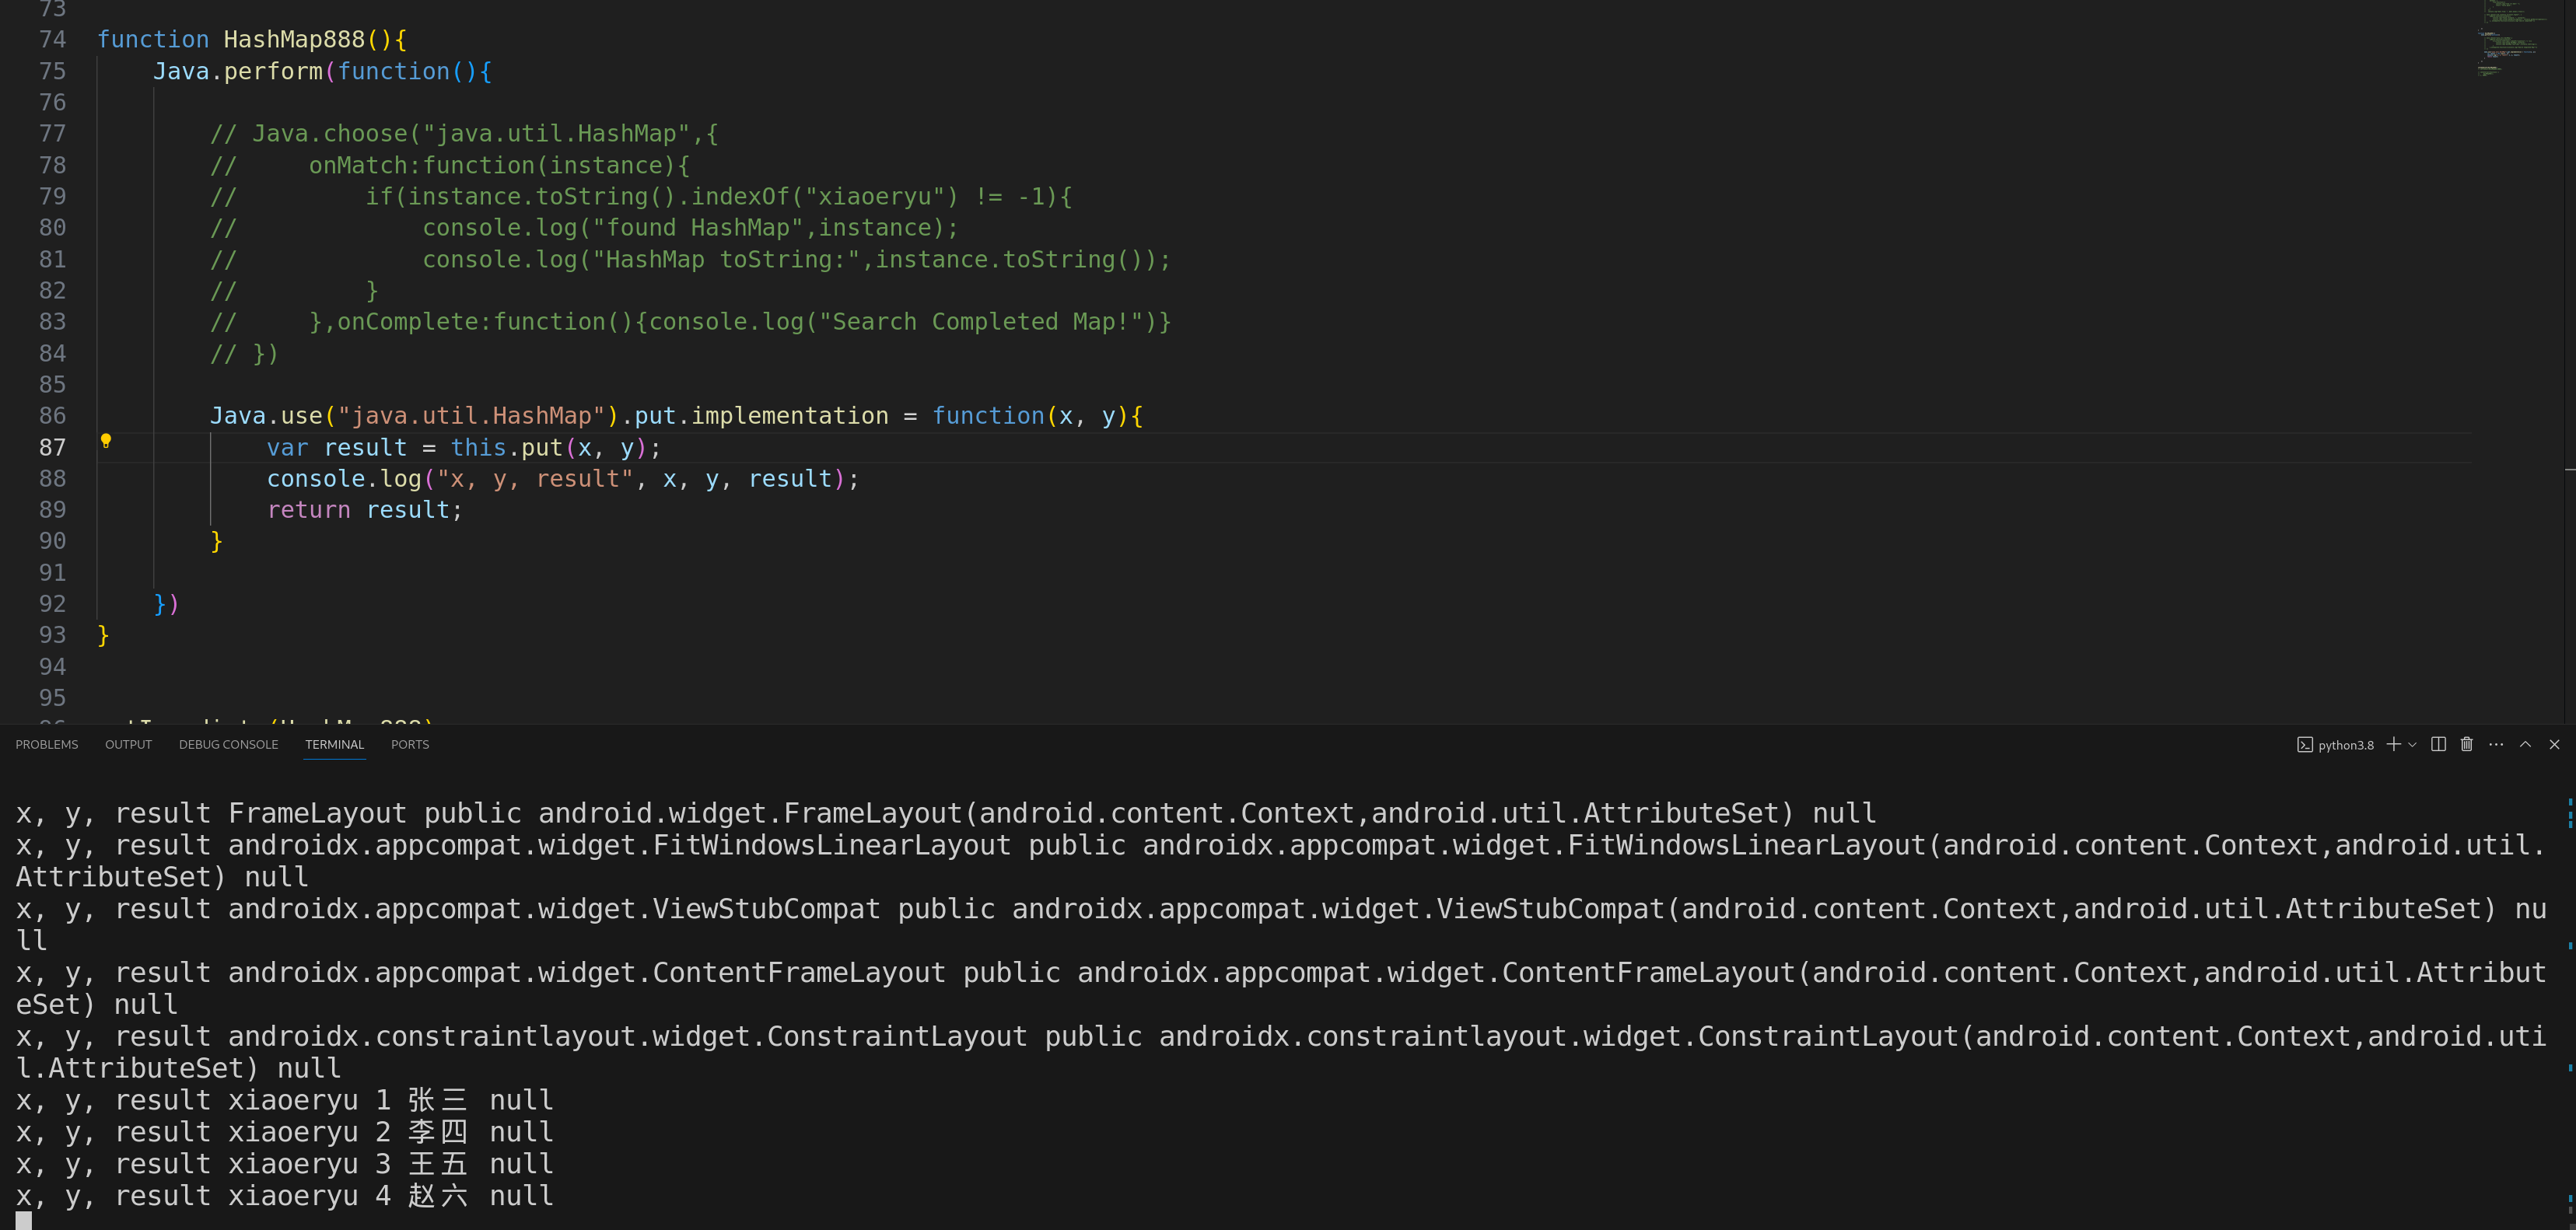 73
74 function HashMap888(){
75     Java.perform(function(){
76
77         // Java.choose("java.util.HashMap",{
78         //     onMatch:function(instance){
79         //         if(instance.toString().indexOf("xiaoeryu") != -1){
80         //             console.log("found HashMap",instance);
81         //             console.log("HashMap toString:",instance.toString());
82         //         }
83         //     },onComplete:function(){console.log("Search Completed Map!")}
84         // })
85
86         Java.use("java.util.HashMap").put.implementation = function(x, y){
87             var result = this.put(x, y);
88             console.log("x, y, result", x, y, result);
89             return result;
90         }
91
92     })
93 }
94
95
PROBLEMS OUTPUT DEBUG CONSOLE TERMINAL PORTS python3.8
x, y, result FrameLayout public android.widget.FrameLayout(android.content.Context,android.util.AttributeSet) null
x, y, result androidx.appcompat.widget.FitWindowsLinearLayout public androidx.appcompat.widget.FitWindowsLinearLayout(android.content.Context,android.util.
AttributeSet) null
x, y, result androidx.appcompat.widget.ViewStubCompat public androidx.appcompat.widget.ViewStubCompat(android.content.Context,android.util.AttributeSet) nu
ll
x, y, result androidx.appcompat.widget.ContentFrameLayout public androidx.appcompat.widget.ContentFrameLayout(android.content.Context,android.util.Attribut
eSet) null
x, y, result androidx.constraintlayout.widget.ConstraintLayout public androidx.constraintlayout.widget.ConstraintLayout(android.content.Context,android.uti
l.AttributeSet) null
x, y, result xiaoeryu 1 张三 null
x, y, result xiaoeryu 2 李四 null
x, y, result xiaoeryu 3 王五 null
x, y, result xiaoeryu 4 赵六 null